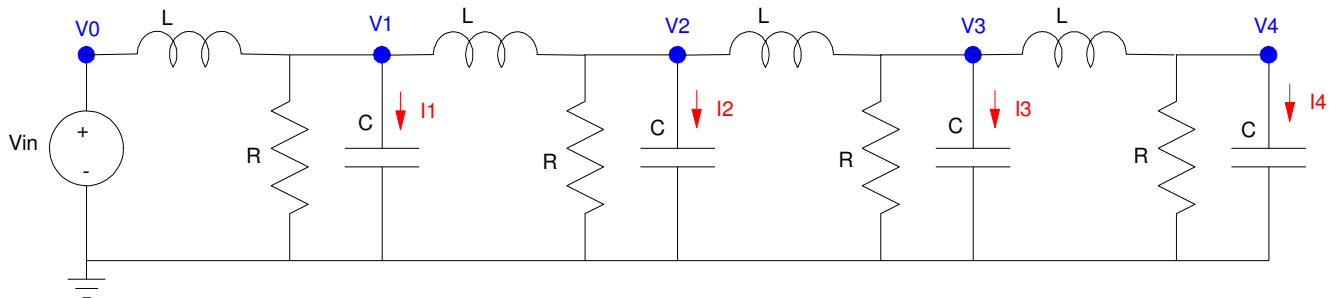 V0 L V1 L V2 L V3 L V4
I1 I2 I3 I4
Vin + R C R C R C R C
-